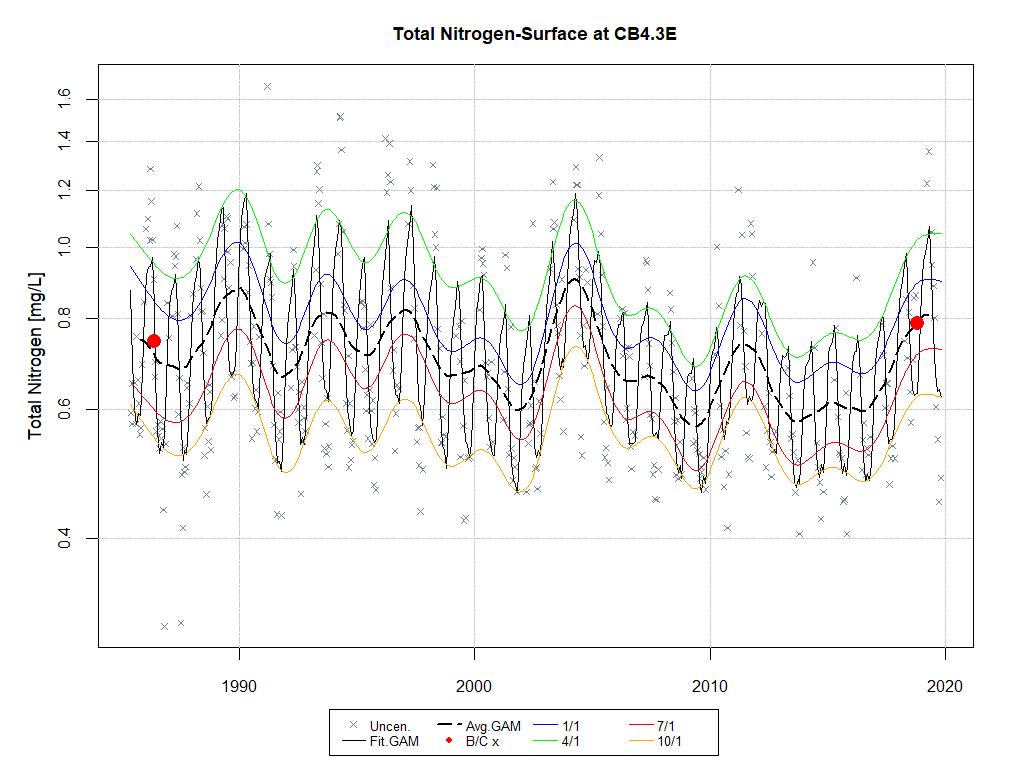 Total Nitrogen-Surface at CB4.3E
Total Nitrogen [mg/L]
1.6
1.4
1.2
1.0
0.8
0.6
0.4
1990 2000 2010 2020
Uncen. Avg.GAM 1/1 7/1
Fit.GAM B/C x 4/1 10/1